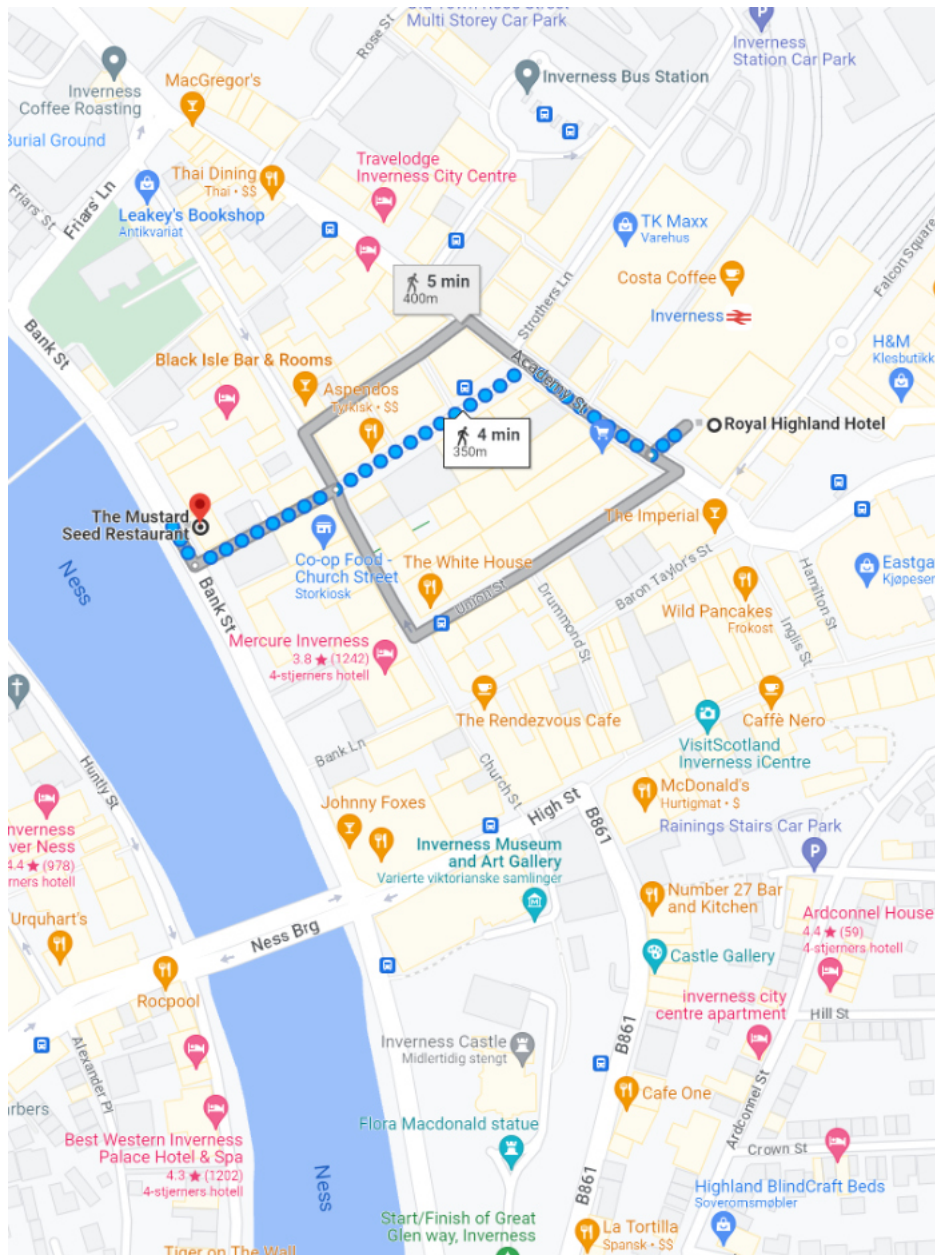 Multi Storey Car Park
Rose St
Inverness
Station Car Park
Inverness
Coffee Roasting
MacGregor's
Inverness Bus Station
Burial Ground
Thai Dining
Thai • $$
Travelodge
Inverness City Centre
Friars' St
Friars' Ln
Leakey's Bookshop
Antikvariat
TK Maxx
Varehus
Falcon Square
5 min
400m
Costa Coffee
Strothers Ln
Inverness
Bank St
H&M
Klesbutikk
Black Isle Bar & Rooms
Academy St
Aspendos
Tyrkisk • $$
4 min
350m
Royal Highland Hotel
The Mustard
Seed Restaurant
The Imperial
Ness
Co-op Food -
Church Street
Storkiosk
The White House
Union St
Baron Taylor's St
Hamilton St
Eastga
Kjøpesen
Bank St
Drummond St
Wild Pancakes
Frokost
Inglis St
Mercure Inverness
3.8 ★ (1242)
4-stjerners hotell
The Rendezvous Cafe
Caffè Nero
Bank Ln
VisitScotland
Inverness iCentre
Huntly St
Church St
McDonald's
Hurtigmat • $
Johnny Foxes
High St
B861
Rainings Stairs Car Park
nverness
ver Ness
4.4 ★ (978)
rners hotell
Inverness Museum
and Art Gallery
Varierte viktorianske samlinger
P
Number 27 Bar
and Kitchen
Ardconnel House
4.4 ★ (59)
4-stjerners hotell
Urquhart's
Ness Brg
Castle Gallery
Rocpool
inverness city
centre apartment
Hill St
Inverness Castle
Midlertidig stengt
B861
Alexander Pl
Cafe One
arbers
Ardconnel St
Flora Macdonald statue
Best Western Inverness
Palace Hotel & Spa
4.3 ★ (1202)
4-stjerners hotell
Crown St
Ness
B861
Highland BlindCraft Beds
Soveromsmøbler
Start/Finish of Great
Glen way, Inverness
La Tortilla
Spansk • $$
Tiger on The Wall